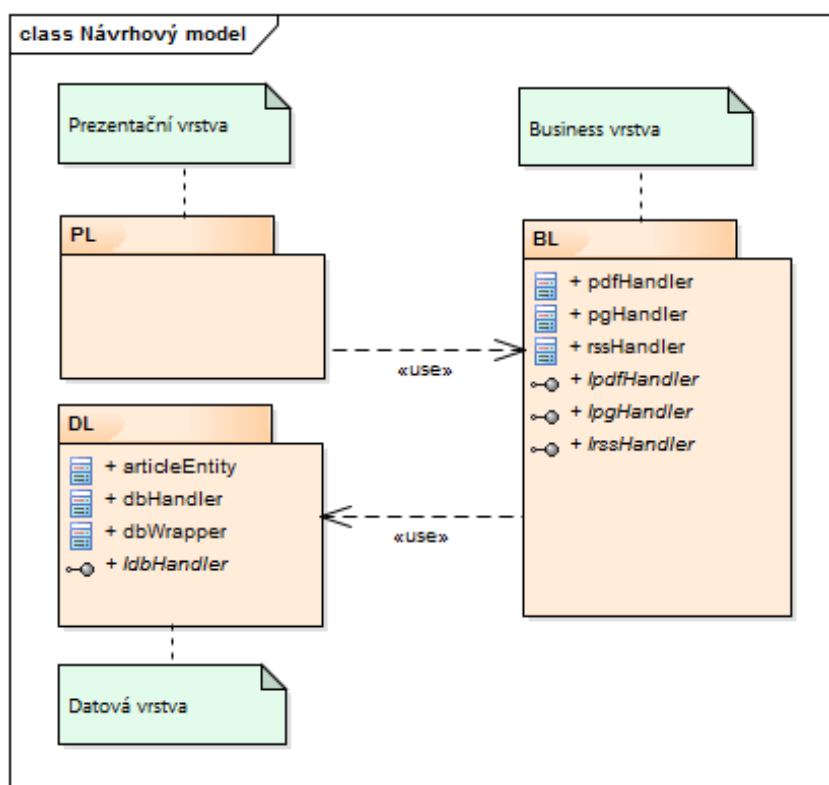 class Návrhový model
Prezentační vrstva
Business vrstva
PL
BL
+ pdfHandler
+ pgHandler
+ rssHandler
+ IpdfHandler
+ IpgHandler
+ IrssHandler
«use»
DL
+ articleEntity
+ dbHandler
+ dbWrapper
+ IdbHandler
«use»
Datová vrstva